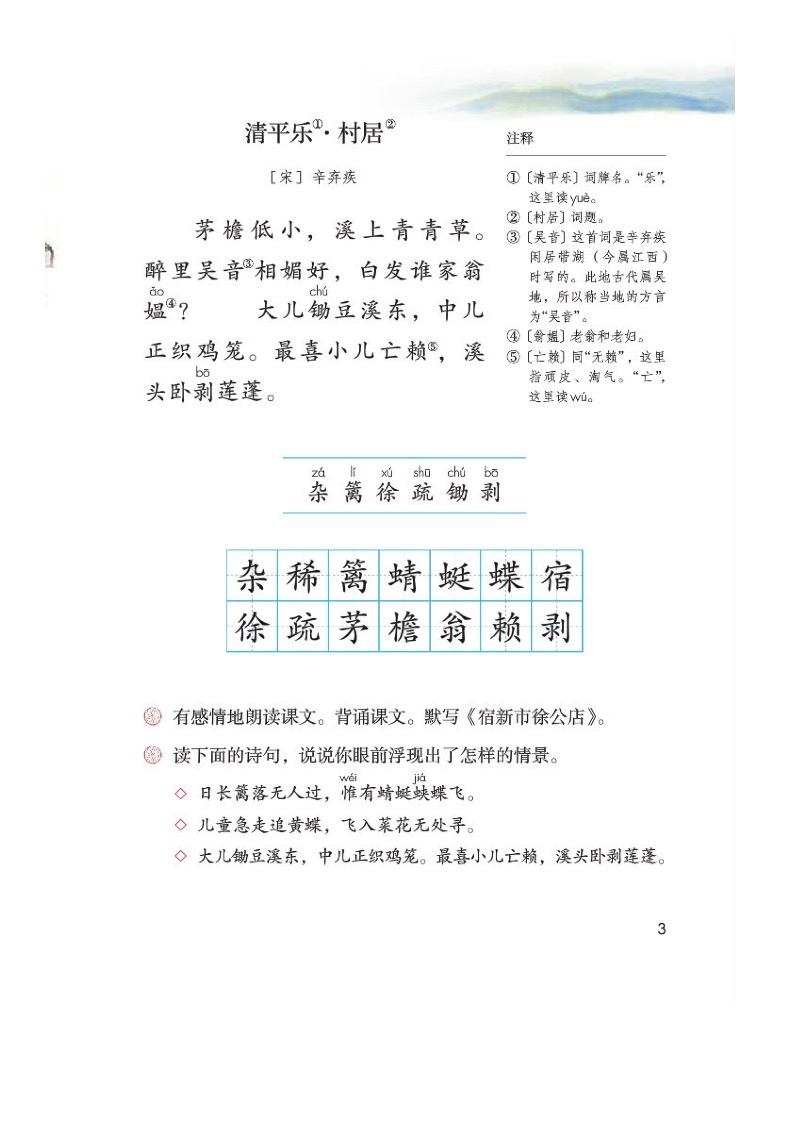 清平乐①·村居②
［宋］辛弃疾
茅檐低小，溪上青青草。
醉里吴音③相媚好，白发谁家翁
ǎo chú
媪④？ 大儿锄豆溪东，中儿
正织鸡笼。最喜小儿亡赖⑤，溪
bō
头卧剥莲蓬。
注释
①〔清平乐〕词牌名。“乐”，
这里读yuè。
②〔村居〕词题。
③〔吴音〕这首词是辛弃疾
闲居带湖（今属江西）
时写的。此地古代属吴
地，所以称当地的方言
为“吴音”。
④〔翁媪〕老翁和老妇。
⑤〔亡赖〕同“无赖”，这里
指顽皮、淘气。“亡”，
这里读wú。
zá lí xú shū chú bō
杂 篱 徐 疏 锄 剥
杂 稀 篱 蜻 蜓 蝶 宿
徐 疏 茅 檐 翁 赖 剥
有感情地朗读课文。背诵课文。默写《宿新市徐公店》。
读下面的诗句，说说你眼前浮现出了怎样的情景。
wéi jiá
◇ 日长篱落无人过，惟有蜻蜓蛱蝶飞。
◇ 儿童急走追黄蝶，飞入菜花无处寻。
◇ 大儿锄豆溪东，中儿正织鸡笼。最喜小儿亡赖，溪头卧剥莲蓬。
3